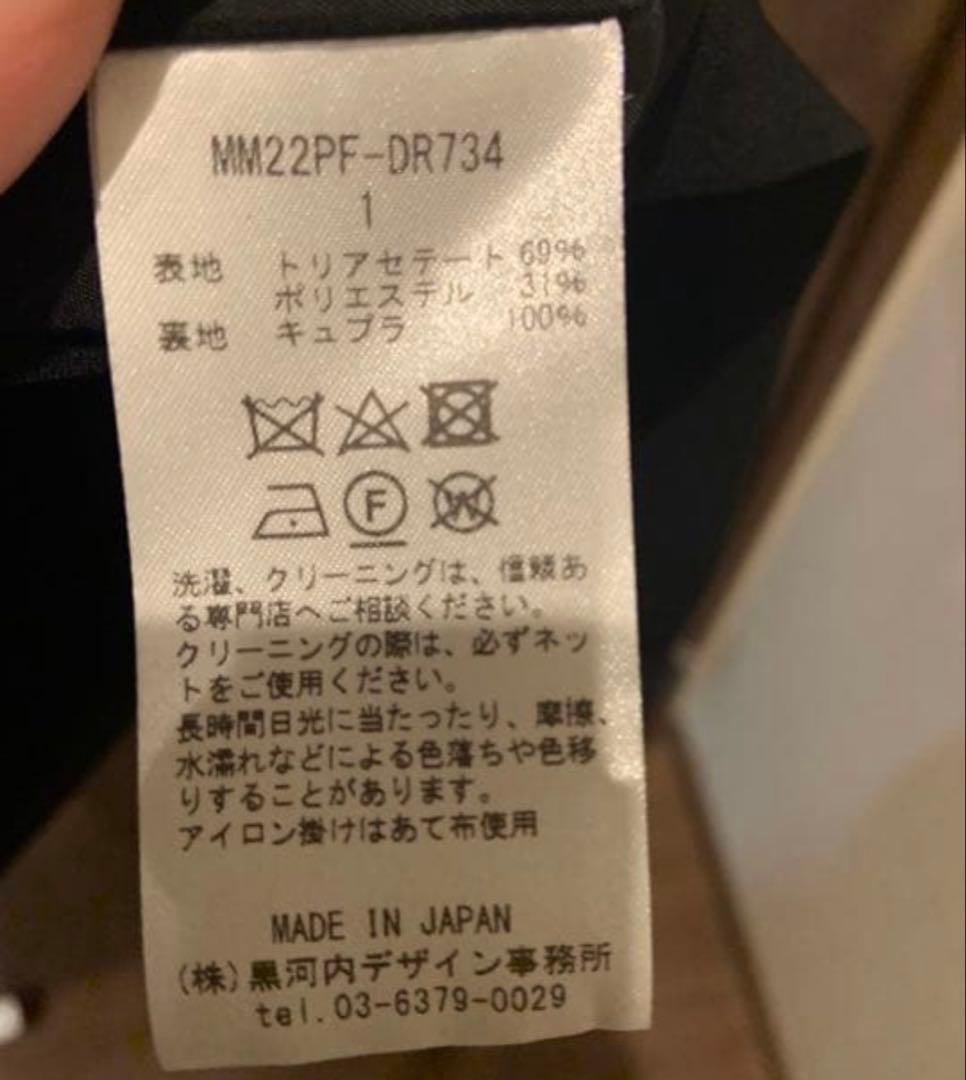 MM22PF-DR734
1
表地 トリアセテート 69%
ポリエステル 31%
裏地 キュプラ 100%
F W
洗濯、クリーニングは、信頼あ
る専門店へご相談ください。
クリーニングの際は、必ずネッ
トをご使用ください。
長時間日光に当たったり、摩擦、
水濡れなどによる色落ちや色移
りすることがあります。
アイロン掛けはあて布使用
MADE IN JAPAN
(株)黒河内デザイン事務所
tel.03-6379-0029